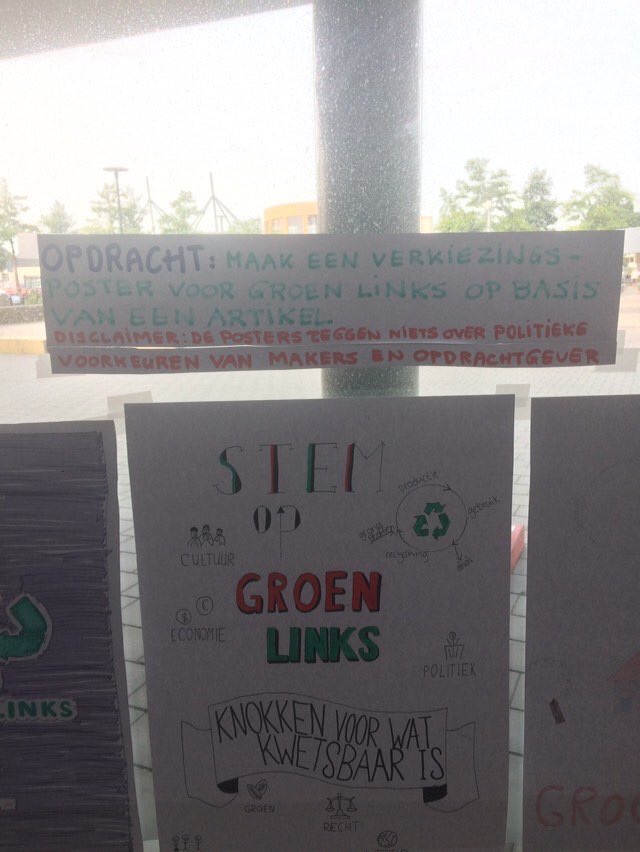 OPDRACHT: MAAK EEN VERKIEZINGS-
POSTER VOOR GROEN LINKS OP BASIS
VAN EEN ARTIKEL
DISCLAIMER: DE POSTERS ZEGGEN NIETS OVER POLITIEKE
VOORKEUREN VAN MAKERS EN OPDRACHTGEVER
STEM
OP
GROEN
LINKS
CULTUUR
ECONOMIE
productie
gebruik
recycling
POLITIEK
KNOKKEN VOOR WAT
KWETSBAAR IS
GROEN
RECHT
LINKS
GRO